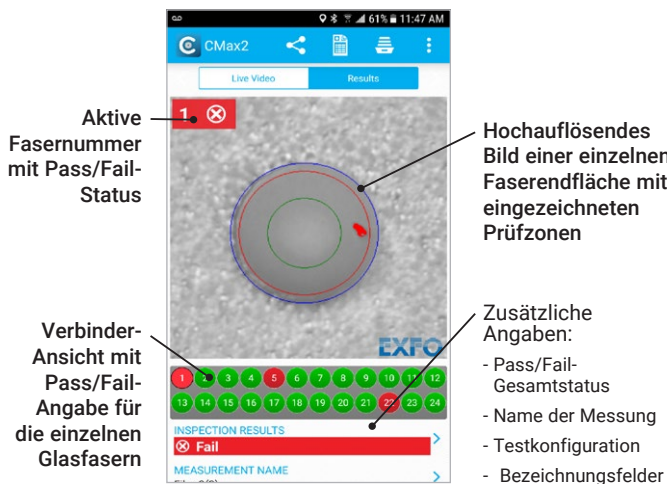 61% 11:47 AM
CMax2
Live Video
Results
1
Aktive
Fasernummer
mit Pass/Fail-
Status
Hochauflösendes
Bild einer einzelnen
Faserendfläche mit
eingezeichneten
Prüfzonen
EXFO
Verbinder-
Ansicht mit
Pass/Fail-
Angabe für
die einzelnen
Glasfasern
1 2 3 4 5 6 7 8 9 10 11 12
13 14 15 16 17 18 19 20 21 22 23 24
INSPECTION RESULTS
Fail
MEASUREMENT NAME
Zusätzliche
Angaben:
- Pass/Fail-
Gesamtstatus
- Name der Messung
- Testkonfiguration
- Bezeichnungsfelder